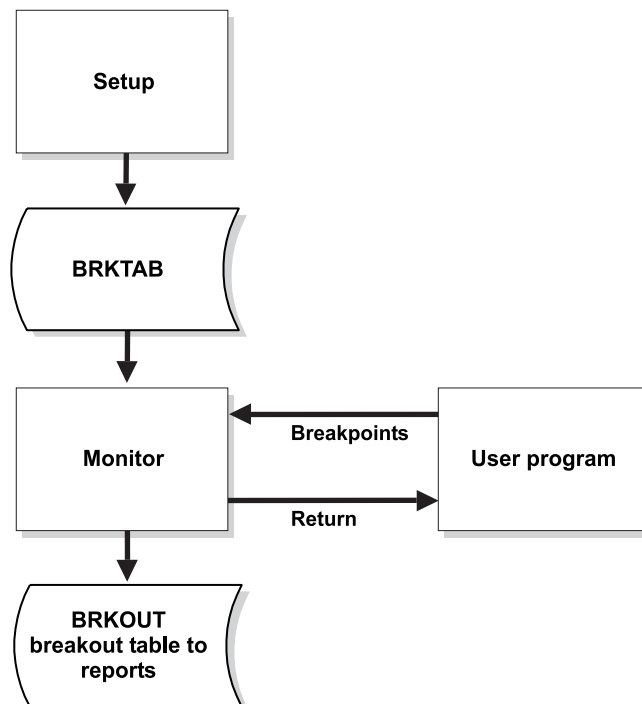 Setup
BRKTAB
Breakpoints
Monitor
User program
Return
BRKOUT
breakout table to
reports